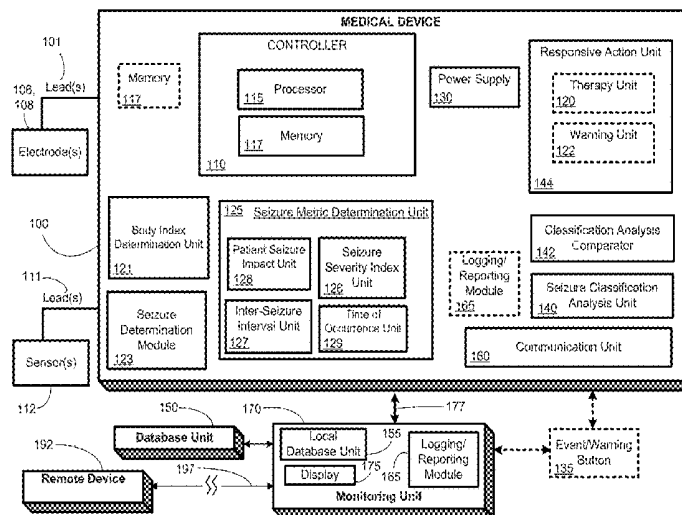 MEDICAL DEVICE
101
Lead(s)
106,
108
Electrode(s)
Memory
117
CONTROLLER
Processor
115
Memory
117
110
Power Supply
130
Responsive Action Unit
Therapy Unit
120
Warning Unit
122
144
100
Body Index
Determination Unit
121
125
Seizure Metric Determination Unit
Patient Seizure
Impact Unit
128
Seizure
Severity Index
Unit
126
Inter-Seizure
Interval Unit
127
Time of
Occurrence Unit
129
Classification Analysis
Comparator
142
Logging/
Reporting
Module
165
Seizure Classification
Analysis Unit
140
Communication Unit
160
111
Lead(s)
Seizure
Determination
Module
123
Sensor(s)
112
150
Database Unit
170
177
192
Remote Device
197
Local
Database Unit
155
Display
175
165
Logging/
Reporting
Module
Monitoring Unit
Event/Warning
Button
135